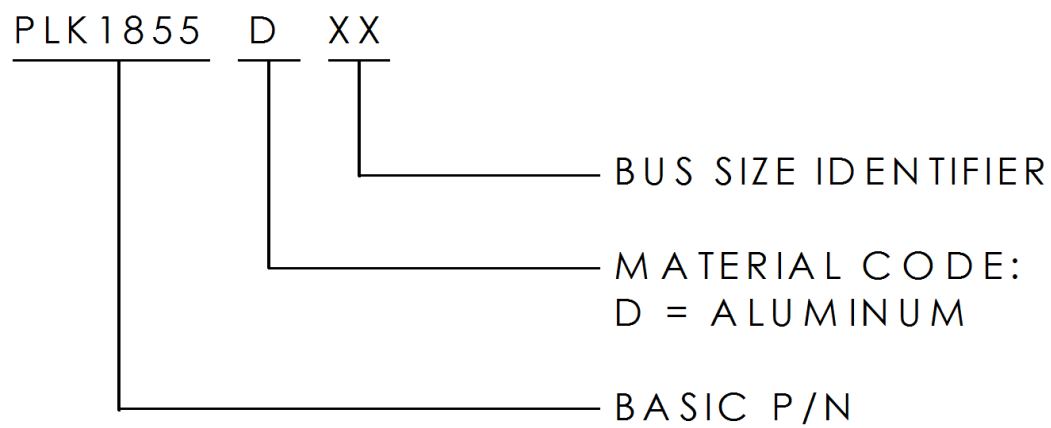 PLK1855 D XX
BUS SIZE IDENTIFIER
MATERIAL CODE:
D = ALUMINUM
BASIC P/N